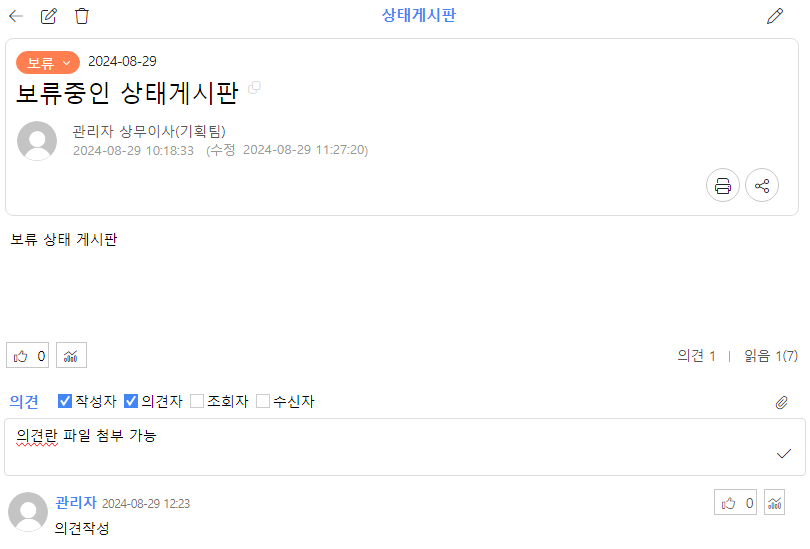 상태게시판
보류 2024-08-29
보류중인 상태게시판
관리자 상무이사(기획팀)
2024-08-29 10:18:33 (수정 2024-08-29 11:27:20)
보류 상태 게시판
0
의견 1 | 읽음 1(7)
의견 작성자 의견자 조회자 수신자
의견란 파일 첨부 가능
관리자 2024-08-29 12:23
0
의견작성